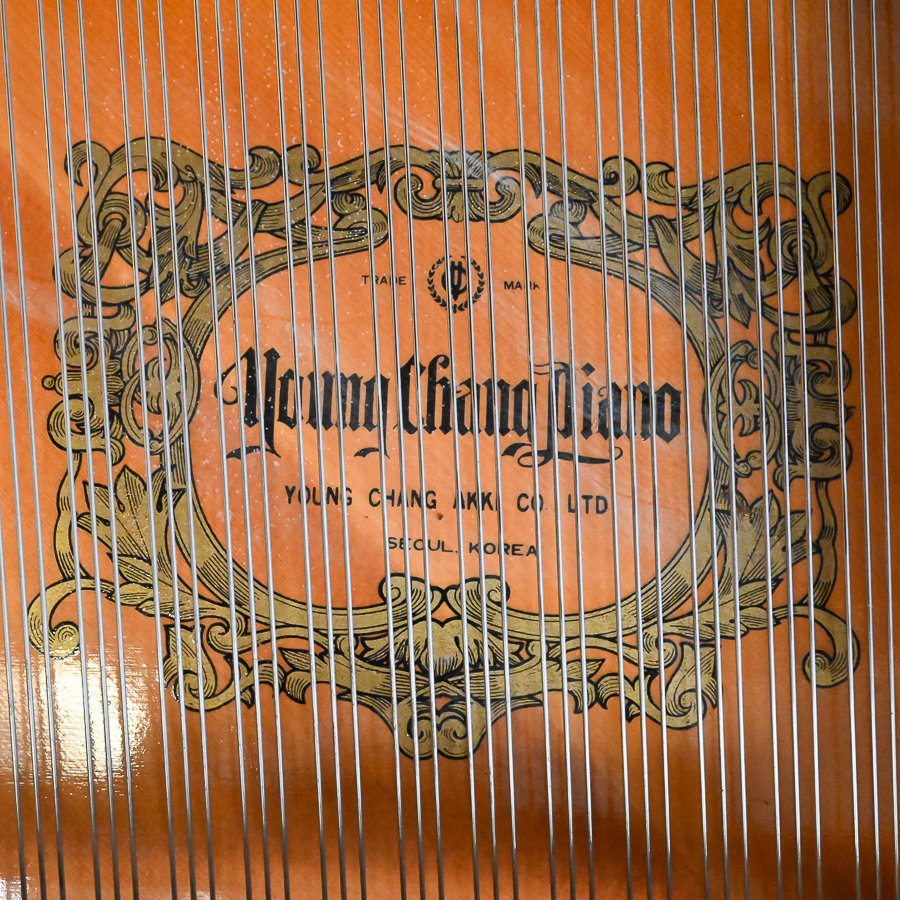 TRADE MARK
Young Chang Piano
YOUNG CHANG AKKI CO. LTD
SEOUL. KOREA